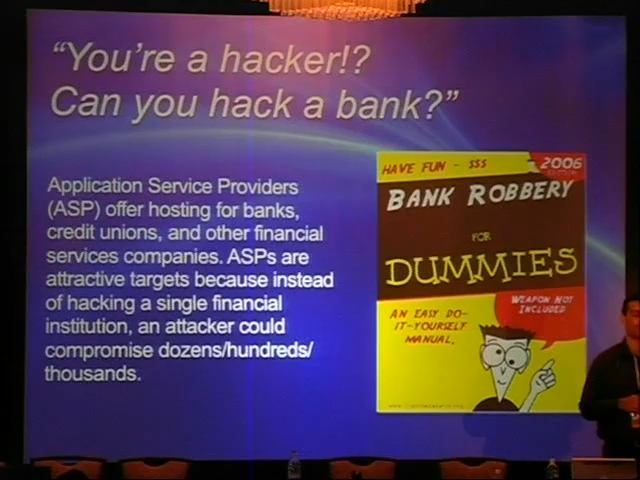 “You’re a hacker!?
Can you hack a bank?”
Application Service Providers
(ASP) offer hosting for banks,
credit unions, and other financial
services companies. ASPs are
attractive targets because instead
of hacking a single financial
institution, an attacker could
compromise dozens/hundreds/
thousands.
HAVE FUN - $$$
2006
EDITION
BANK ROBBERY
FOR
DUMMIES
WEAPON NOT
INCLUDED
AN EASY DO-
IT-YOURSELF
MANUAL.